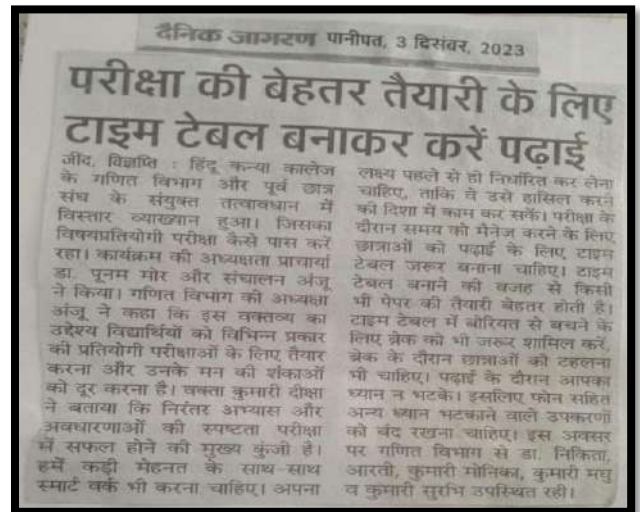 दैनिक जागरण पानीपत, 3 दिसंबर, 2023
परीक्षा की बेहतर तैयारी के लिए
टाइम टेबल बनाकर करें पढ़ाई
जींद, विज्ञप्ति : हिंदू कन्या कालेज
के गणित विभाग और पूर्व छात्र
संघ के संयुक्त तत्वावधान में
विस्तार व्याख्यान हुआ। जिसका
विषयप्रतियोगी परीक्षा कैसे पास करें
रहा। कार्यक्रम की अध्यक्षता प्राचार्या
डा. पूनम मोर और संचालन अंजू
ने किया। गणित विभाग की अध्यक्षा
अंजू ने कहा कि इस वक्तव्य का
उद्देश्य विद्यार्थियों को विभिन्न प्रकार
की प्रतियोगी परीक्षाओं के लिए तैयार
करना और उनके मन की शंकाओं
को दूर करना है। वक्ता कुमारी दीक्षा
ने बताया कि निरंतर अभ्यास और
अवधारणाओं की स्पष्टता परीक्षा
में सफल होने की मुख्य कुंजी है।
हमें कड़ी मेहनत के साथ-साथ
स्मार्ट वर्क भी करना चाहिए। अपना
लक्ष्य पहले से ही निर्धारित कर लेना
चाहिए, ताकि वे उसे हासिल करने
की दिशा में काम कर सकें। परीक्षा के
दौरान समय को मैनेज करने के लिए
छात्राओं को पढ़ाई के लिए टाइम
टेबल जरूर बनाना चाहिए। टाइम
टेबल बनाने की वजह से किसी
भी पेपर की तैयारी बेहतर होती है।
टाइम टेबल में बोरियत से बचने के
लिए ब्रेक को भी जरूर शामिल करें,
ब्रेक के दौरान छात्राओं को टहलना
भी चाहिए। पढ़ाई के दौरान आपका
ध्यान न भटके। इसलिए फोन सहित
अन्य ध्यान भटकाने वाले उपकरणों
को बंद रखना चाहिए। इस अवसर
पर गणित विभाग से डा. निकिता,
आरती, कुमारी मोनिका, कुमारी मधु
व कुमारी सुरभि उपस्थित रही।